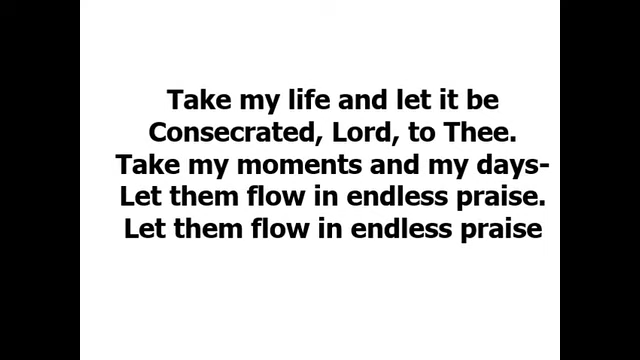 Take my life and let it be
Consecrated, Lord, to Thee.
Take my moments and my days-
Let them flow in endless praise.
Let them flow in endless praise